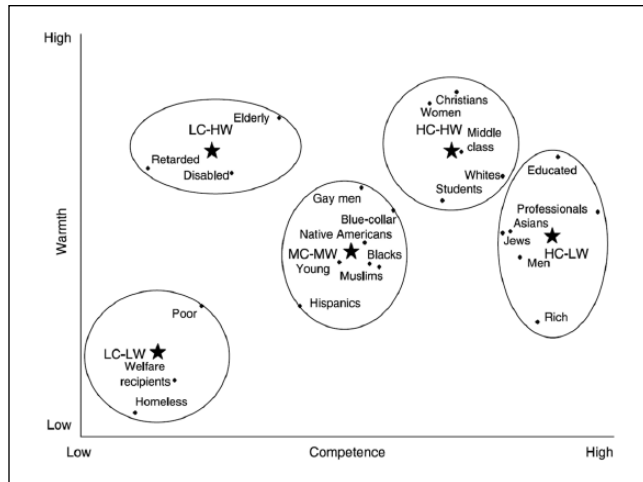 High
Warmth
Low
Low
Competence
High
Elderly
LC-HW
Retarded
Disabled
Christians
Women
HC-HW
Middle
class
Whites
Students
Educated
Professionals
Asians
Jews
HC-LW
Men
Rich
Gay men
Blue-collar
Native Americans
MC-MW
Blacks
Young
Muslims
Hispanics
Poor
LC-LW
Welfare
recipients
Homeless